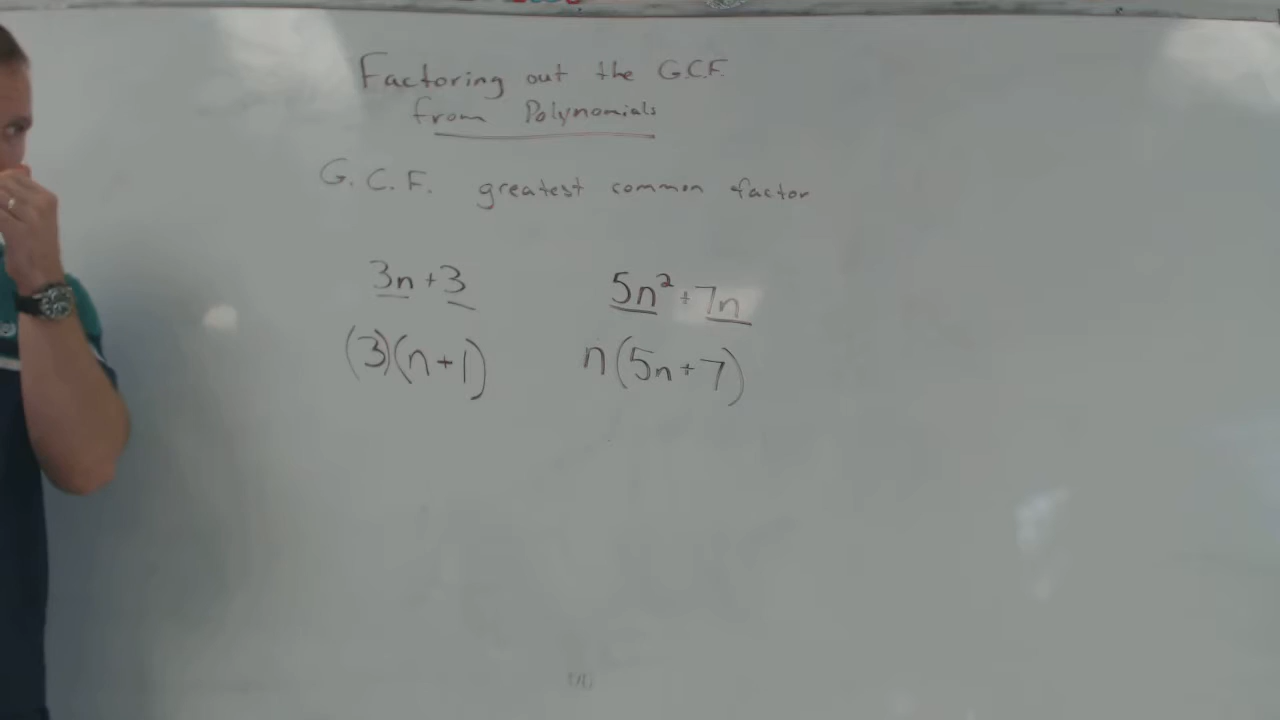 Factoring out the G.C.F.
from Polynomials
G.C.F. greatest common factor
3n + 3
5n² + 7n
(3)(n+1)
n(5n+7)